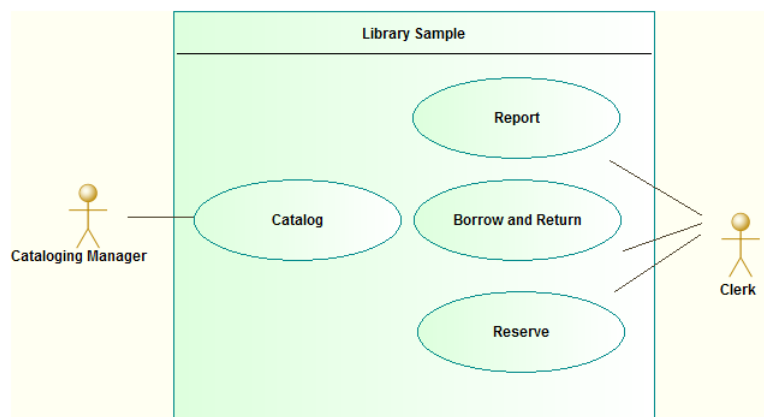 Library Sample
Report
Catalog
Borrow and Return
Cataloging Manager
Clerk
Reserve